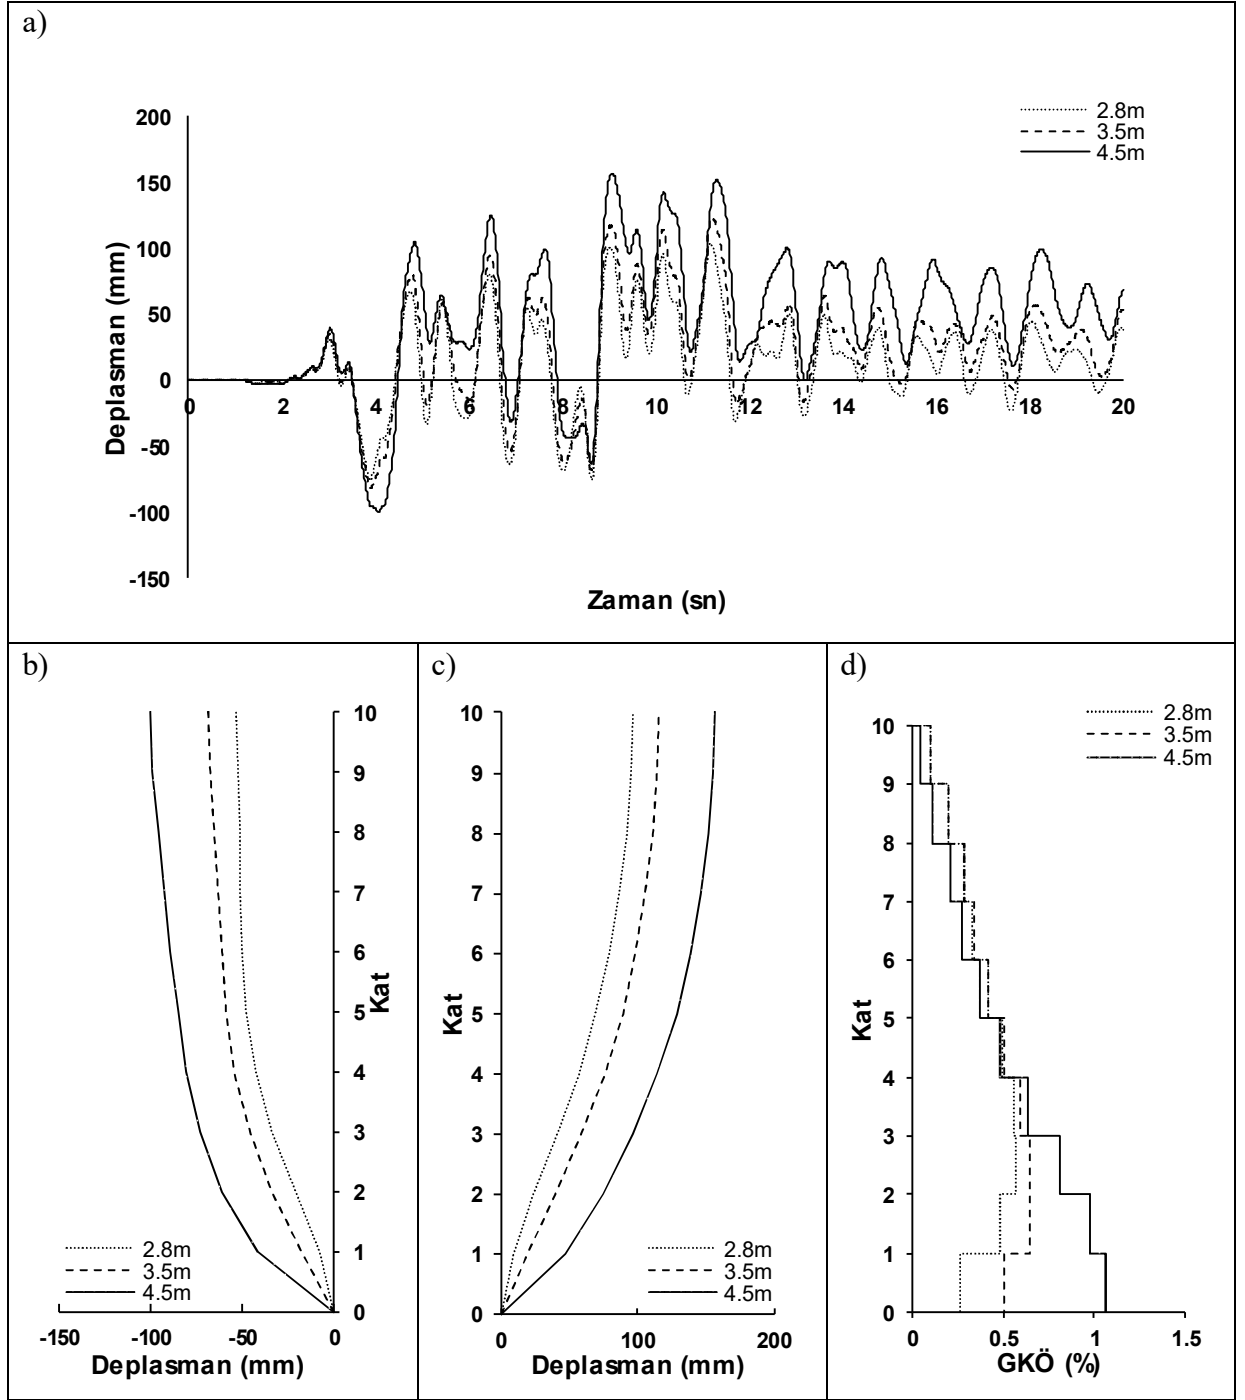 a)
200
150
100
50
0
-50
-100
-150
0 2 4 6 8 10 12 14 16 18 20
Deplasman (mm)
Zaman (sn)
2.8m
3.5m
4.5m
b)
10
9
8
7
6
5
4
3
2
1
0
Kat
2.8m
3.5m
4.5m
-150 -100 -50 0
Deplasman (mm)
c)
10
9
8
7
6
5
4
3
2
1
0
Kat
2.8m
3.5m
4.5m
0 100 200
Deplasman (mm)
d)
2.8m
3.5m
4.5m
10
9
8
7
6
5
4
3
2
1
0
Kat
0 0.5 1 1.5
GKÖ (%)